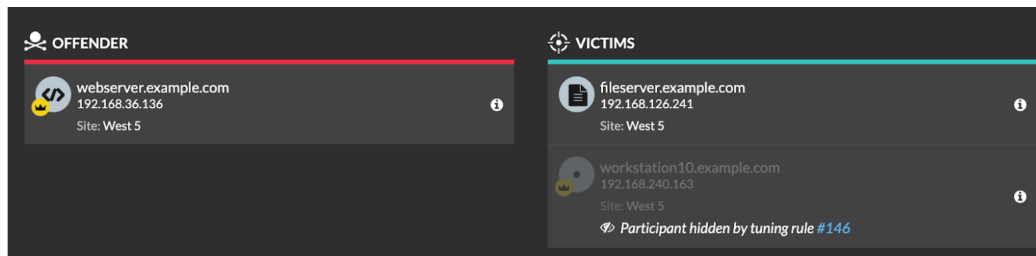 OFFENDER
webserver.example.com
192.168.36.136
Site: West 5
VICTIMS
fileserver.example.com
192.168.126.241
Site: West 5
workstation10.example.com
192.168.240.163
Site: West 5
Participant hidden by tuning rule #146